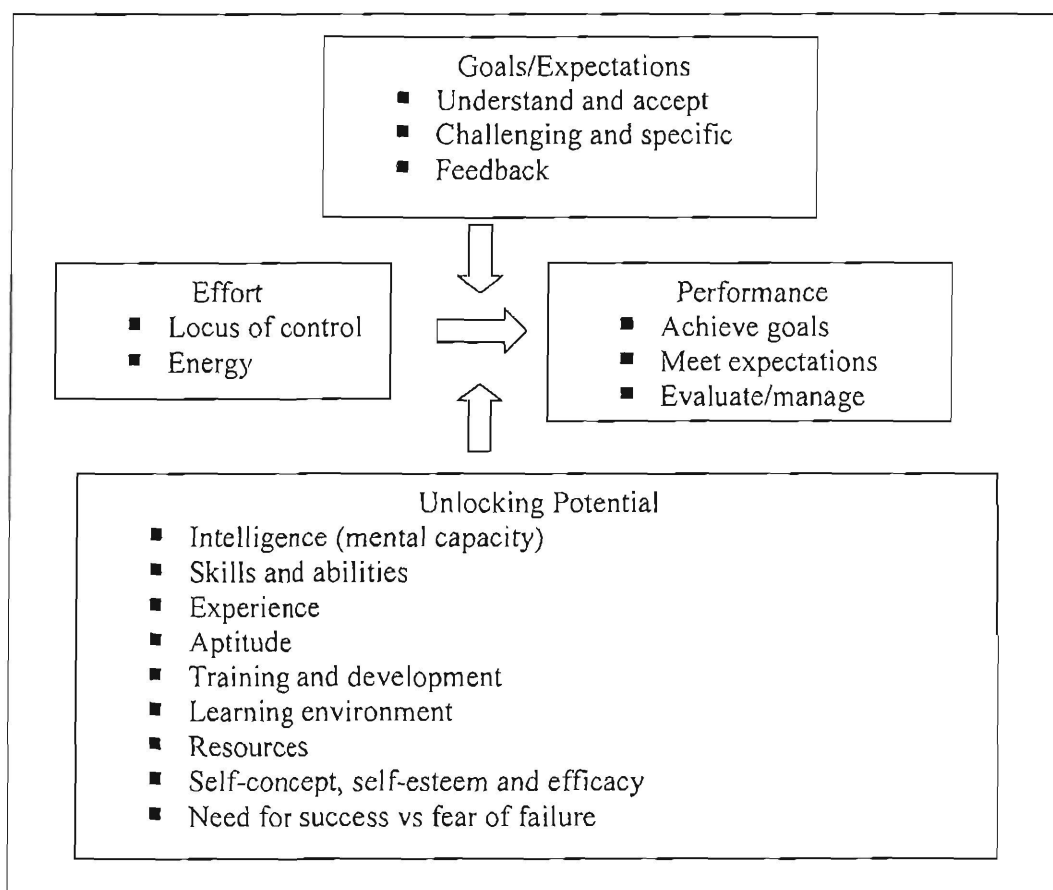 Goals/Expectations
▪ Understand and accept
▪ Challenging and specific
▪ Feedback
Effort
▪ Locus of control
▪ Energy
Performance
▪ Achieve goals
▪ Meet expectations
▪ Evaluate/manage
Unlocking Potential
▪ Intelligence (mental capacity)
▪ Skills and abilities
▪ Experience
▪ Aptitude
▪ Training and development
▪ Learning environment
▪ Resources
▪ Self-concept, self-esteem and efficacy
▪ Need for success vs fear of failure